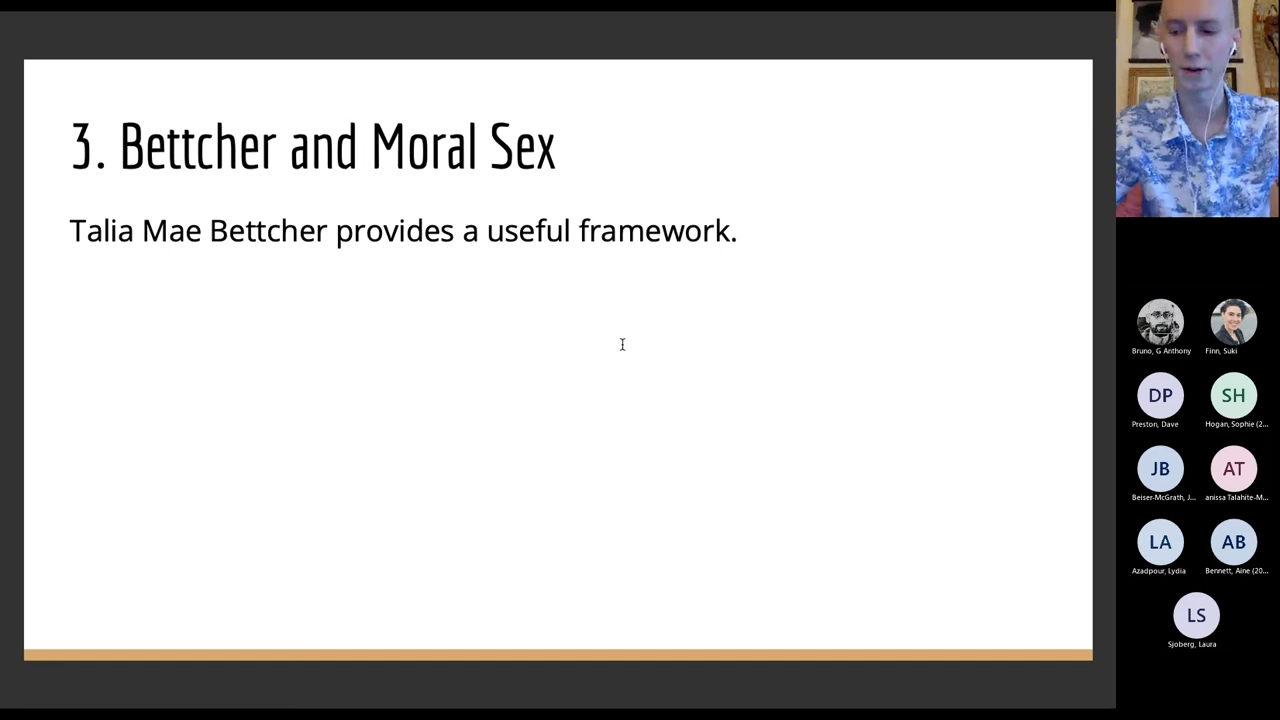 3. Bettcher and Moral Sex
Talia Mae Bettcher provides a useful framework.
Bruno, G Anthony
Finn, Suki
DP
SH
Preston, Dave
Hogan, Sophie (2...
JB
AT
Beiser-McGrath, J...
anissa Talahite-M...
LA
AB
Azadpour, Lydia
Bennett, Aine (20...
LS
Sjoberg, Laura